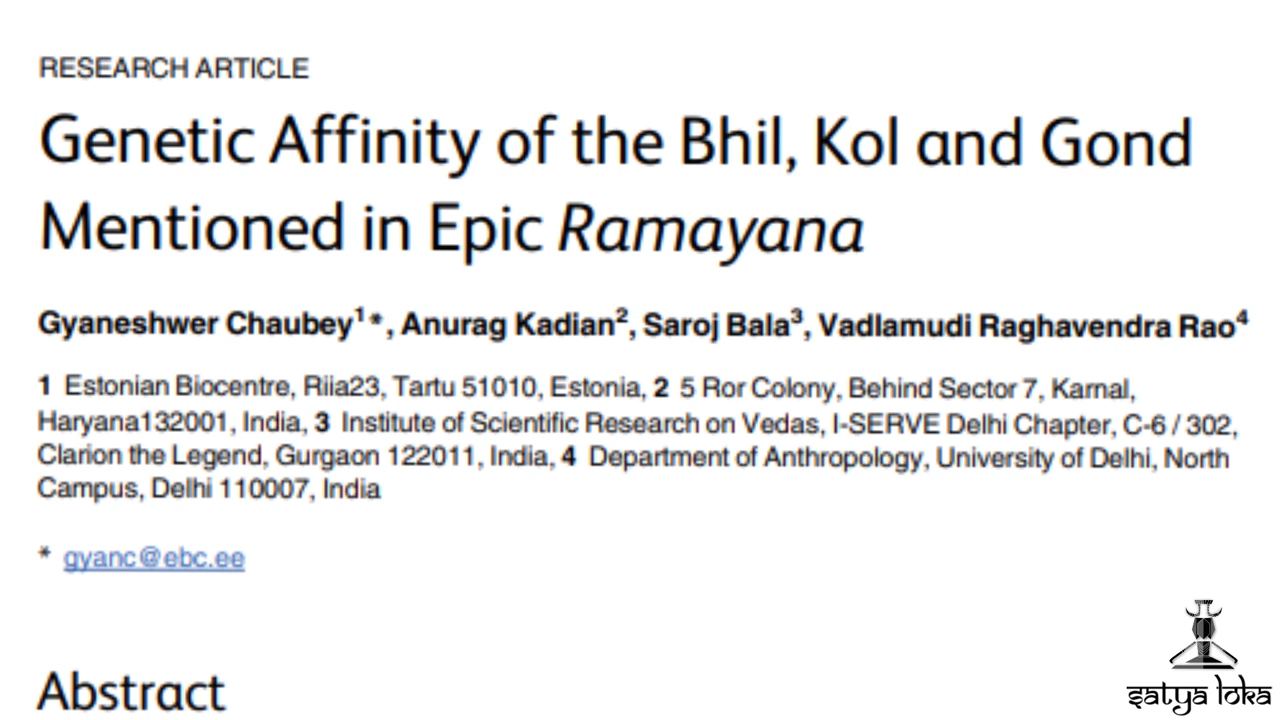 RESEARCH ARTICLE
Genetic Affinity of the Bhil, Kol and Gond
Mentioned in Epic Ramayana
Gyaneshwer Chaubey1*, Anurag Kadian2, Saroj Bala3, Vadlamudi Raghavendra Rao4
1 Estonian Biocentre, Riia23, Tartu 51010, Estonia, 2 5 Ror Colony, Behind Sector 7, Karnal,
Haryana132001, India, 3 Institute of Scientific Research on Vedas, I-SERVE Delhi Chapter, C-6 / 302,
Clarion the Legend, Gurgaon 122011, India, 4 Department of Anthropology, University of Delhi, North
Campus, Delhi 110007, India
* gyanc@ebc.ee
Abstract
satya loka